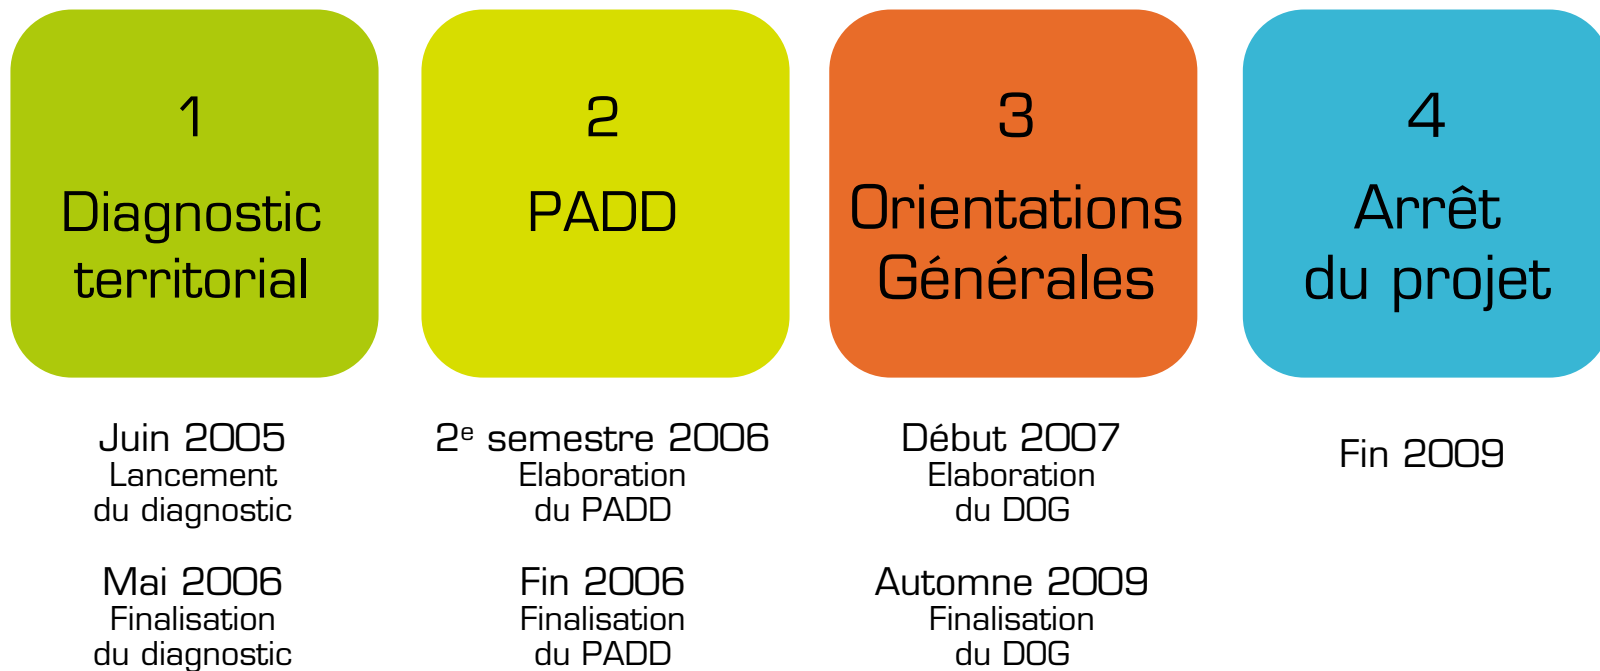 1
Diagnostic
territorial
Juin 2005
Lancement
du diagnostic
Mai 2006
Finalisation
du diagnostic
2
PADD
2e semestre 2006
Elaboration
du PADD
Fin 2006
Finalisation
du PADD
3
Orientations
Générales
Début 2007
Elaboration
du DOG
Automne 2009
Finalisation
du DOG
4
Arrêt
du projet
Fin 2009